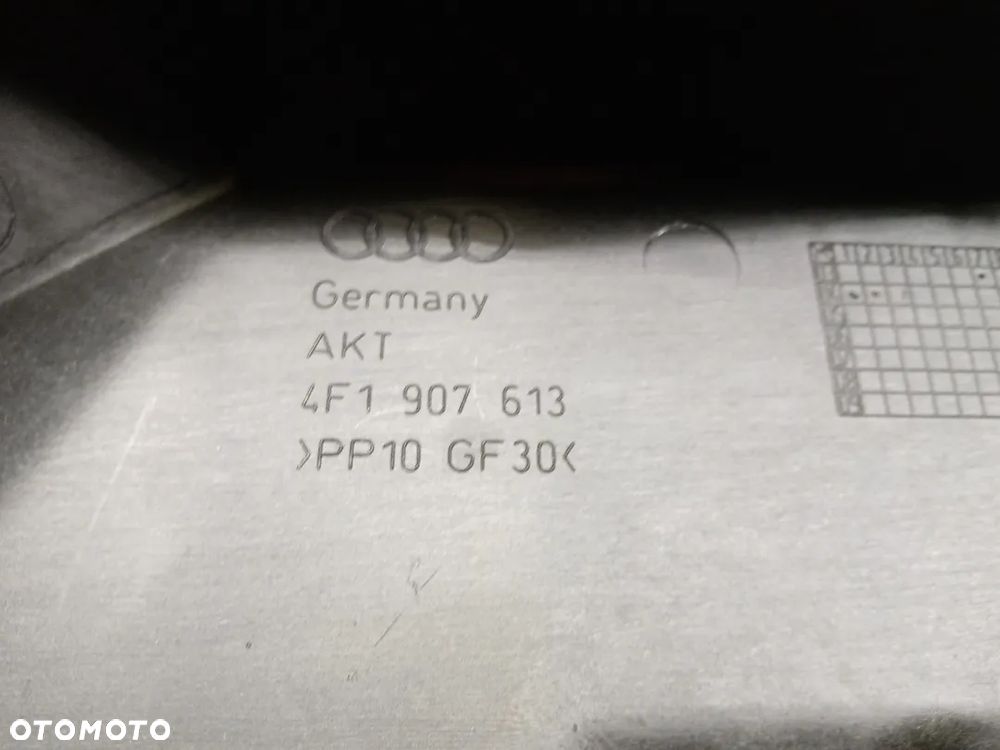 Germany
AKT
4F1 907 613
>PP10 GF30<
OTOMOTO